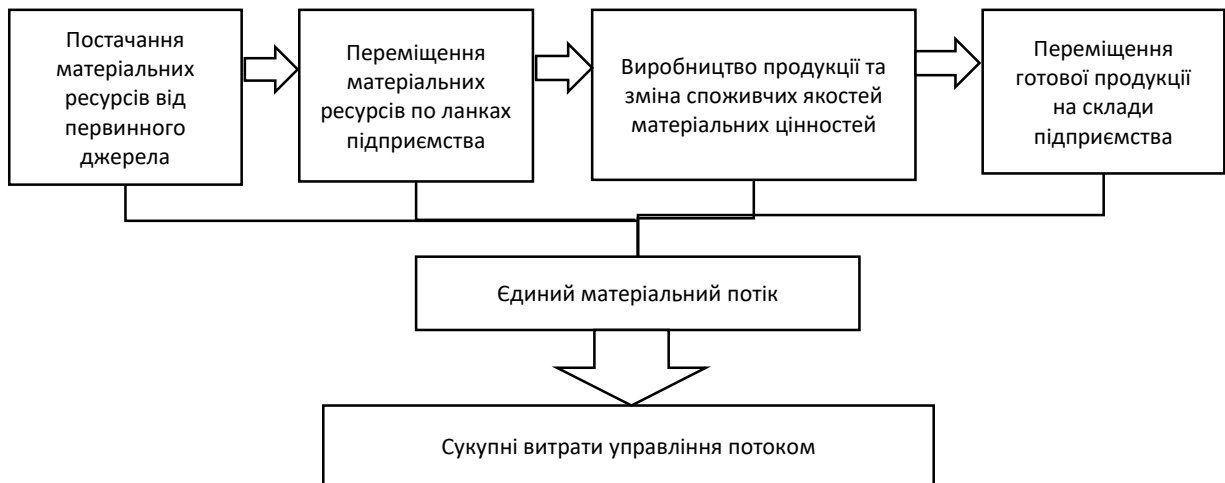 Постачання
матеріальних
ресурсів від
первинного
джерела
Переміщення
матеріальних
ресурсів по ланках
підприємства
Виробництво продукції та
зміна споживчих якостей
матеріальних цінностей
Переміщення
готової продукції
на склади
підприємства
Єдиний матеріальний потік
Сукупні витрати управління потоком